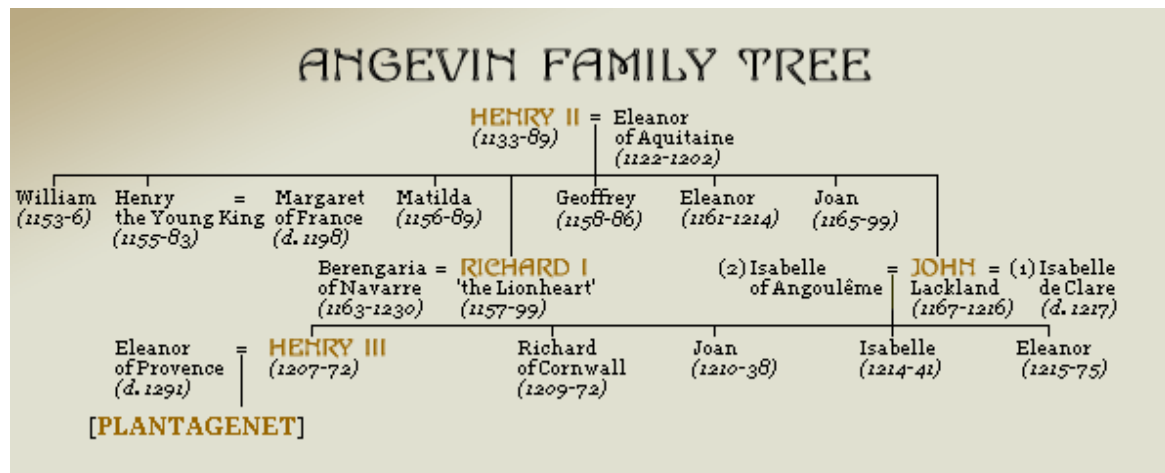 ANGEVIN FAMILY TREE
HENRY II = Eleanor
(1133-89) of Aquitaine
(1122-1202)
William Henry = Margaret Matilda Geoffrey Eleanor Joan
(1153-6) the Young King of France (1156-89) (1158-86) (1161-1214) (1165-99)
(1155-83) (d. 1198)
Berengaria = RICHARD I (2) Isabelle = JOHN = (1) Isabelle
of Navarre 'the Lionheart' of Angoulême Lackland de Clare
(1163-1230) (1157-99) (1167-1216) (d. 1217)
Eleanor = HENRY III Richard Joan Isabelle Eleanor
of Provence (1207-72) of Cornwall (1210-38) (1214-41) (1215-75)
(d. 1291) (1209-72)
[PLANTAGENET]